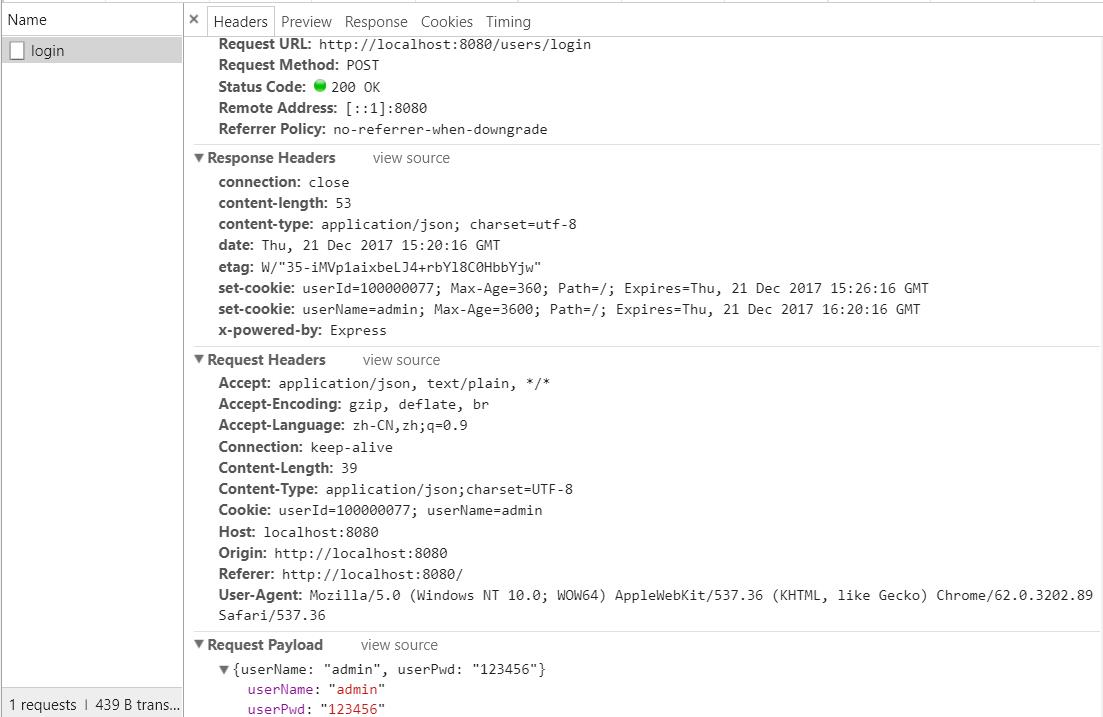 Name
login
1 requests | 439 B trans...
× Headers Preview Response Cookies Timing
Request URL: http://localhost:8080/users/login
Request Method: POST
Status Code: 200 OK
Remote Address: [::1]:8080
Referrer Policy: no-referrer-when-downgrade
▼ Response Headers view source
connection: close
content-length: 53
content-type: application/json; charset=utf-8
date: Thu, 21 Dec 2017 15:20:16 GMT
etag: W/"35-iMVp1aixbeLJ4+rbYl8C0HbbYjw"
set-cookie: userId=100000077; Max-Age=360; Path=/; Expires=Thu, 21 Dec 2017 15:26:16 GMT
set-cookie: userName=admin; Max-Age=3600; Path=/; Expires=Thu, 21 Dec 2017 16:20:16 GMT
x-powered-by: Express
▼ Request Headers view source
Accept: application/json, text/plain, */*
Accept-Encoding: gzip, deflate, br
Accept-Language: zh-CN,zh;q=0.9
Connection: keep-alive
Content-Length: 39
Content-Type: application/json;charset=UTF-8
Cookie: userId=100000077; userName=admin
Host: localhost:8080
Origin: http://localhost:8080
Referer: http://localhost:8080/
User-Agent: Mozilla/5.0 (Windows NT 10.0; WOW64) AppleWebKit/537.36 (KHTML, like Gecko) Chrome/62.0.3202.89
Safari/537.36
▼ Request Payload view source
▼ {userName: "admin", userPwd: "123456"}
userName: "admin"
userPwd: "123456"